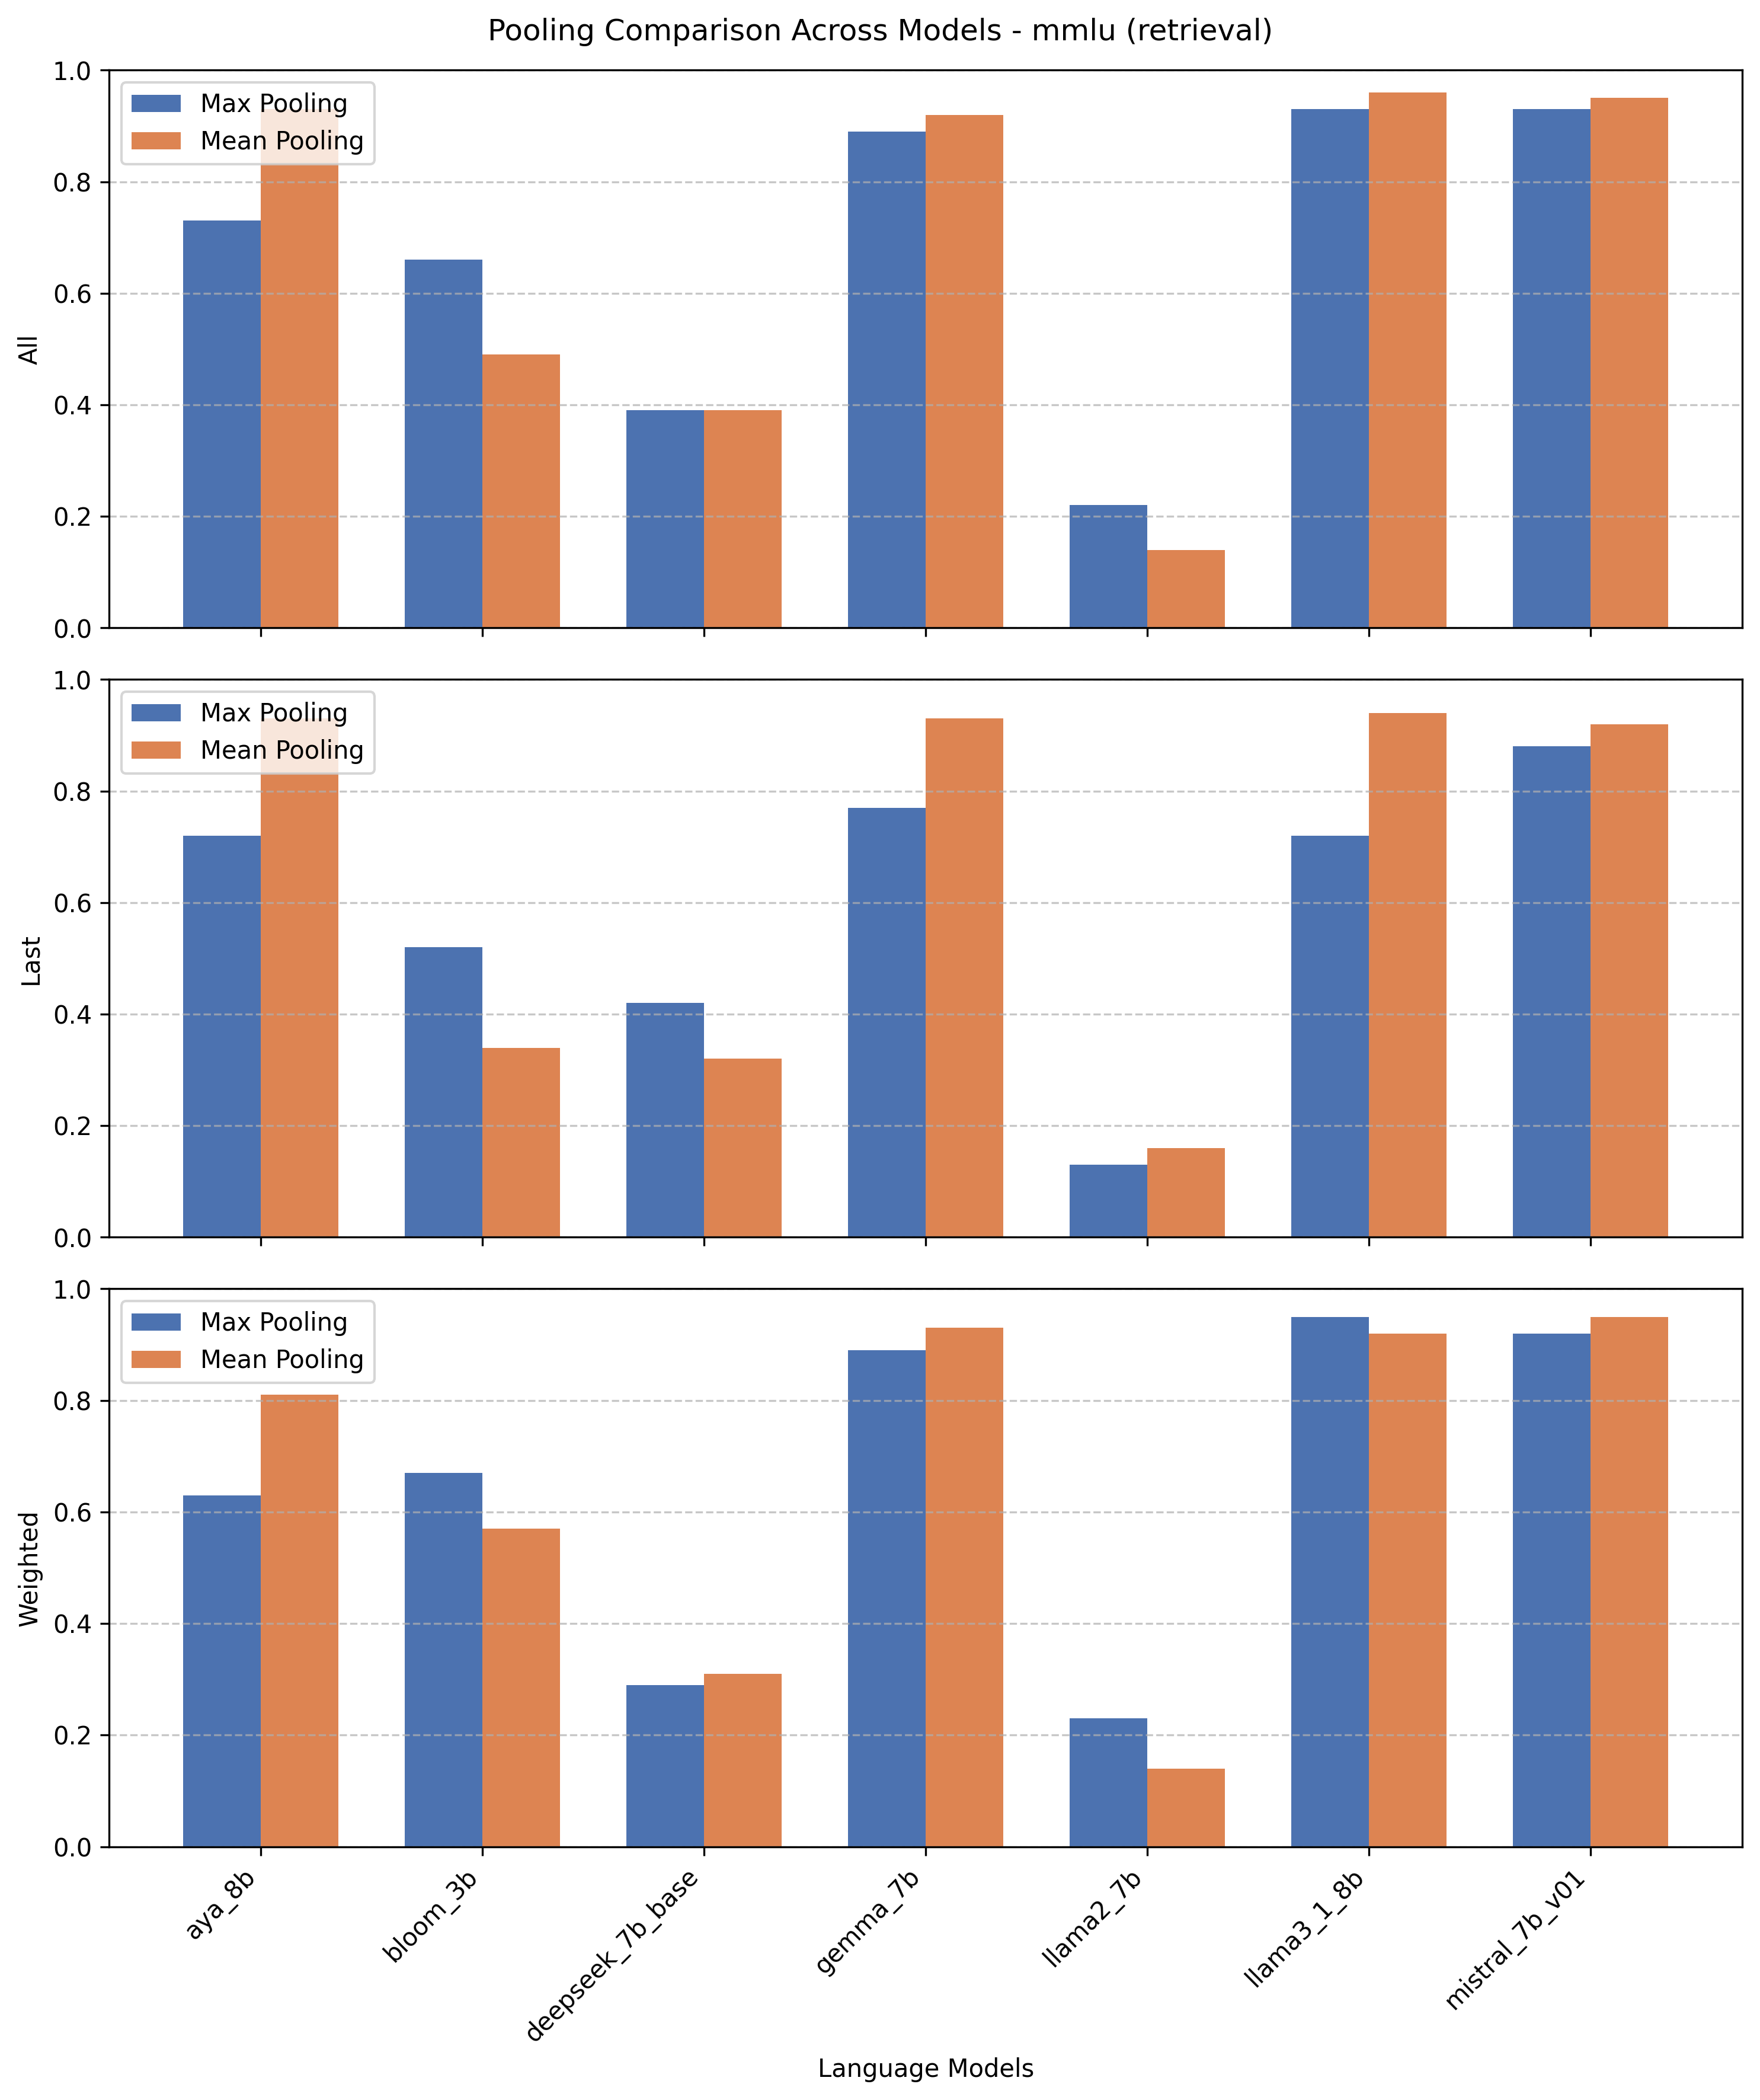 Pooling Comparison Across Models - mmlu (retrieval)
1.0
0.8
0.6
0.4
0.2
0.0
All
Max Pooling
Mean Pooling
1.0
0.8
0.6
0.4
0.2
0.0
Last
Max Pooling
Mean Pooling
1.0
0.8
0.6
0.4
0.2
0.0
Weighted
Max Pooling
Mean Pooling
aya_8b
bloom_3b
deepseek_7b_base
gemma_7b
llama2_7b
llama3_1_8b
mistral_7b_v01
Language Models